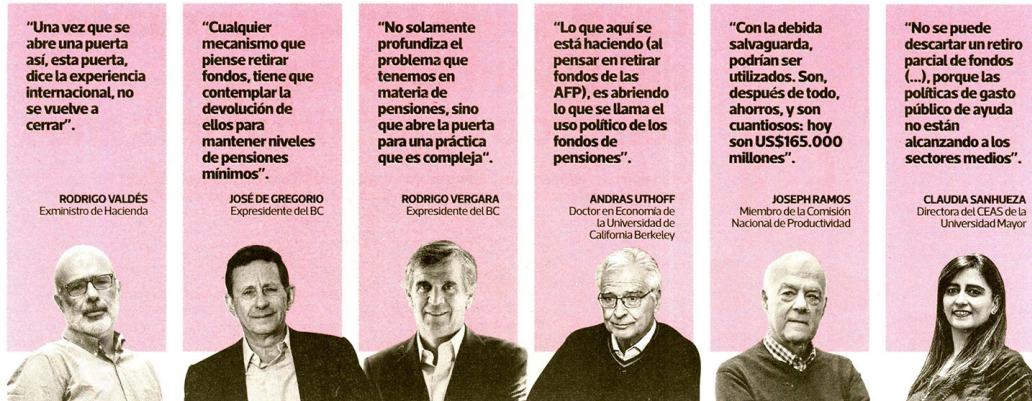 “Una vez que se
abre una puerta
así, esta puerta,
dice la experiencia
internacional, no
se vuelve a
cerrar”.
RODRIGO VALDÉS
Exministro de Hacienda
“Cualquier
mecanismo que
piense retirar
fondos, tiene que
contemplar la
devolución de
ellos para
mantener niveles
de pensiones
mínimos”.
JOSÉ DE GREGORIO
Expresidente del BC
“No solamente
profundiza el
problema que
tenemos en
materia de
pensiones, sino
que abre la puerta
para una práctica
que es compleja“.
RODRIGO VERGARA
Expresidente del BC
“Lo que aquí se
está haciendo (al
pensar en retirar
fondos de las
AFP), es abriendo
lo que se llama el
uso político de los
fondos de
pensiones”.
ANDRAS UTHOFF
Doctor en Economía de
la Universidad de
California Berkeley
“Con la debida
salvaguarda,
podrían ser
utilizados. Son,
después de todo,
ahorros, y son
cuantiosos: hoy
son US$165.000
millones”.
JOSEPH RAMOS
Miembro de la Comisión
Nacional de Productividad
“No se puede
descartar un retiro
parcial de fondos
(...), porque las
políticas de gasto
público de ayuda
no están
alcanzando a los
sectores medios”.
CLAUDIA SANHUEZA
Directora del CEAS de la
Universidad Mayor